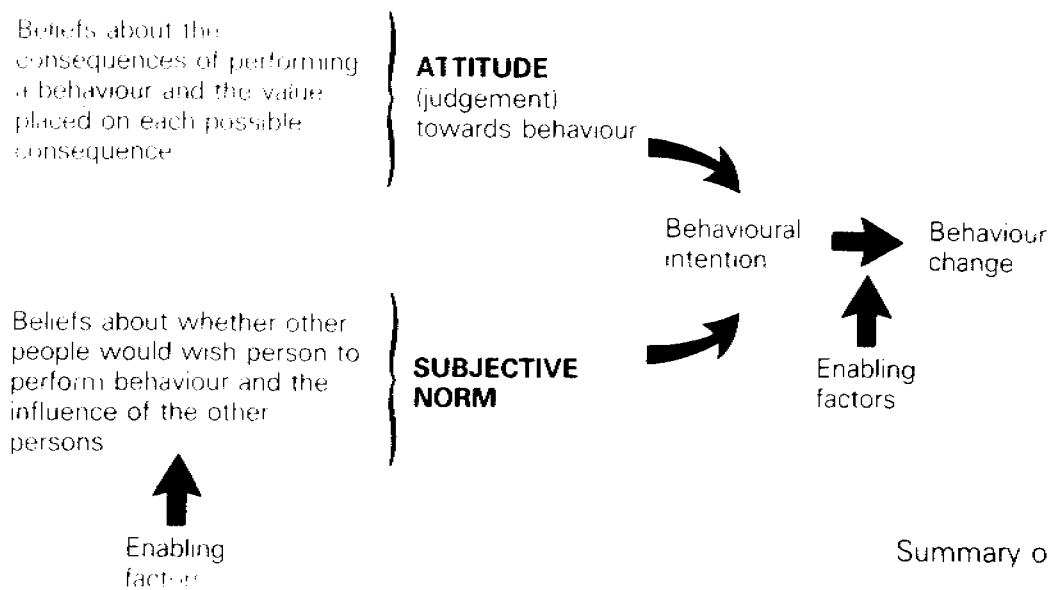 Beliefs about the
consequences of performing
a behaviour and the value
placed on each possible
consequence
ATTITUDE
(judgement)
towards behaviour
Behavioural
intention
Behaviour
change
Enabling
factors
Beliefs about whether other
people would wish person to
perform behaviour and the
influence of the other
persons
SUBJECTIVE
NORM
Enabling
factors
Summary o